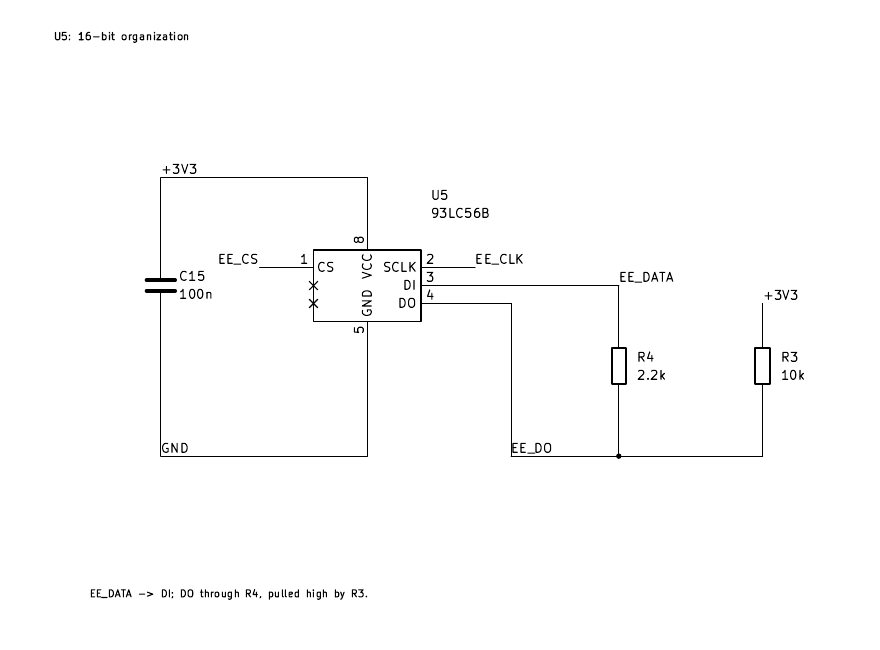 U5: 16-bit organization
+3V3
U5
93LC56B
8
EE_CS
1
CS
VCC
SCLK
2
EE_CLK
C15
100n
GND
DI
3
EE_DATA
DO
4
+3V3
5
R4
2.2k
R3
10k
GND
EE_DO
EE_DATA -> DI; DO through R4, pulled high by R3.